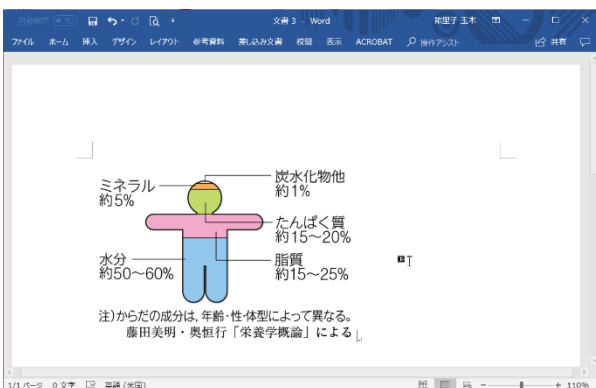 文書 3 - Word
祐里子 玉木
ファイル ホーム 挿入 デザイン レイアウト 参考資料 差し込み文書 校閲 表示 ACROBAT 操作アシスト 共有
炭水化物他
約1%
ミネラル
約5%
たんぱく質
約15～20%
水分
約50～60%
脂質
約15～25%
注)からだの成分は,年齢・性・体型によって異なる。
藤田美明・奥恒行「栄養学概論」による
1/1 ページ 0 文字 英語 (米国) 110%